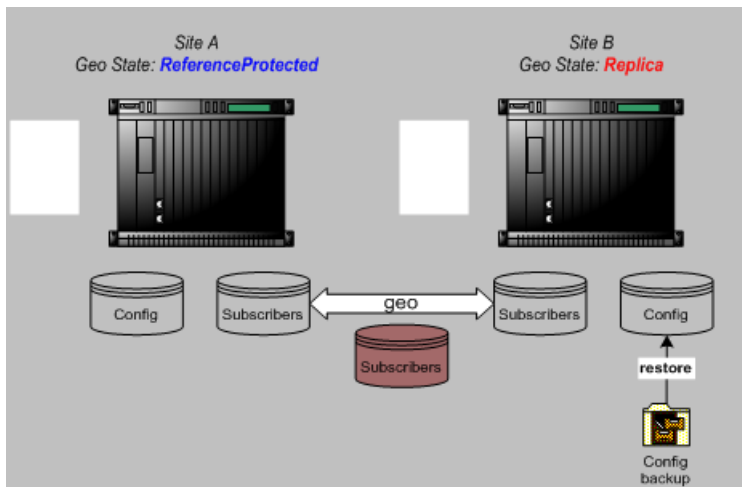 Site A
Geo State: ReferenceProtected
Site B
Geo State: Replica
Config
Subscribers
geo
Subscribers
Config
Subscribers
restore
Config
backup